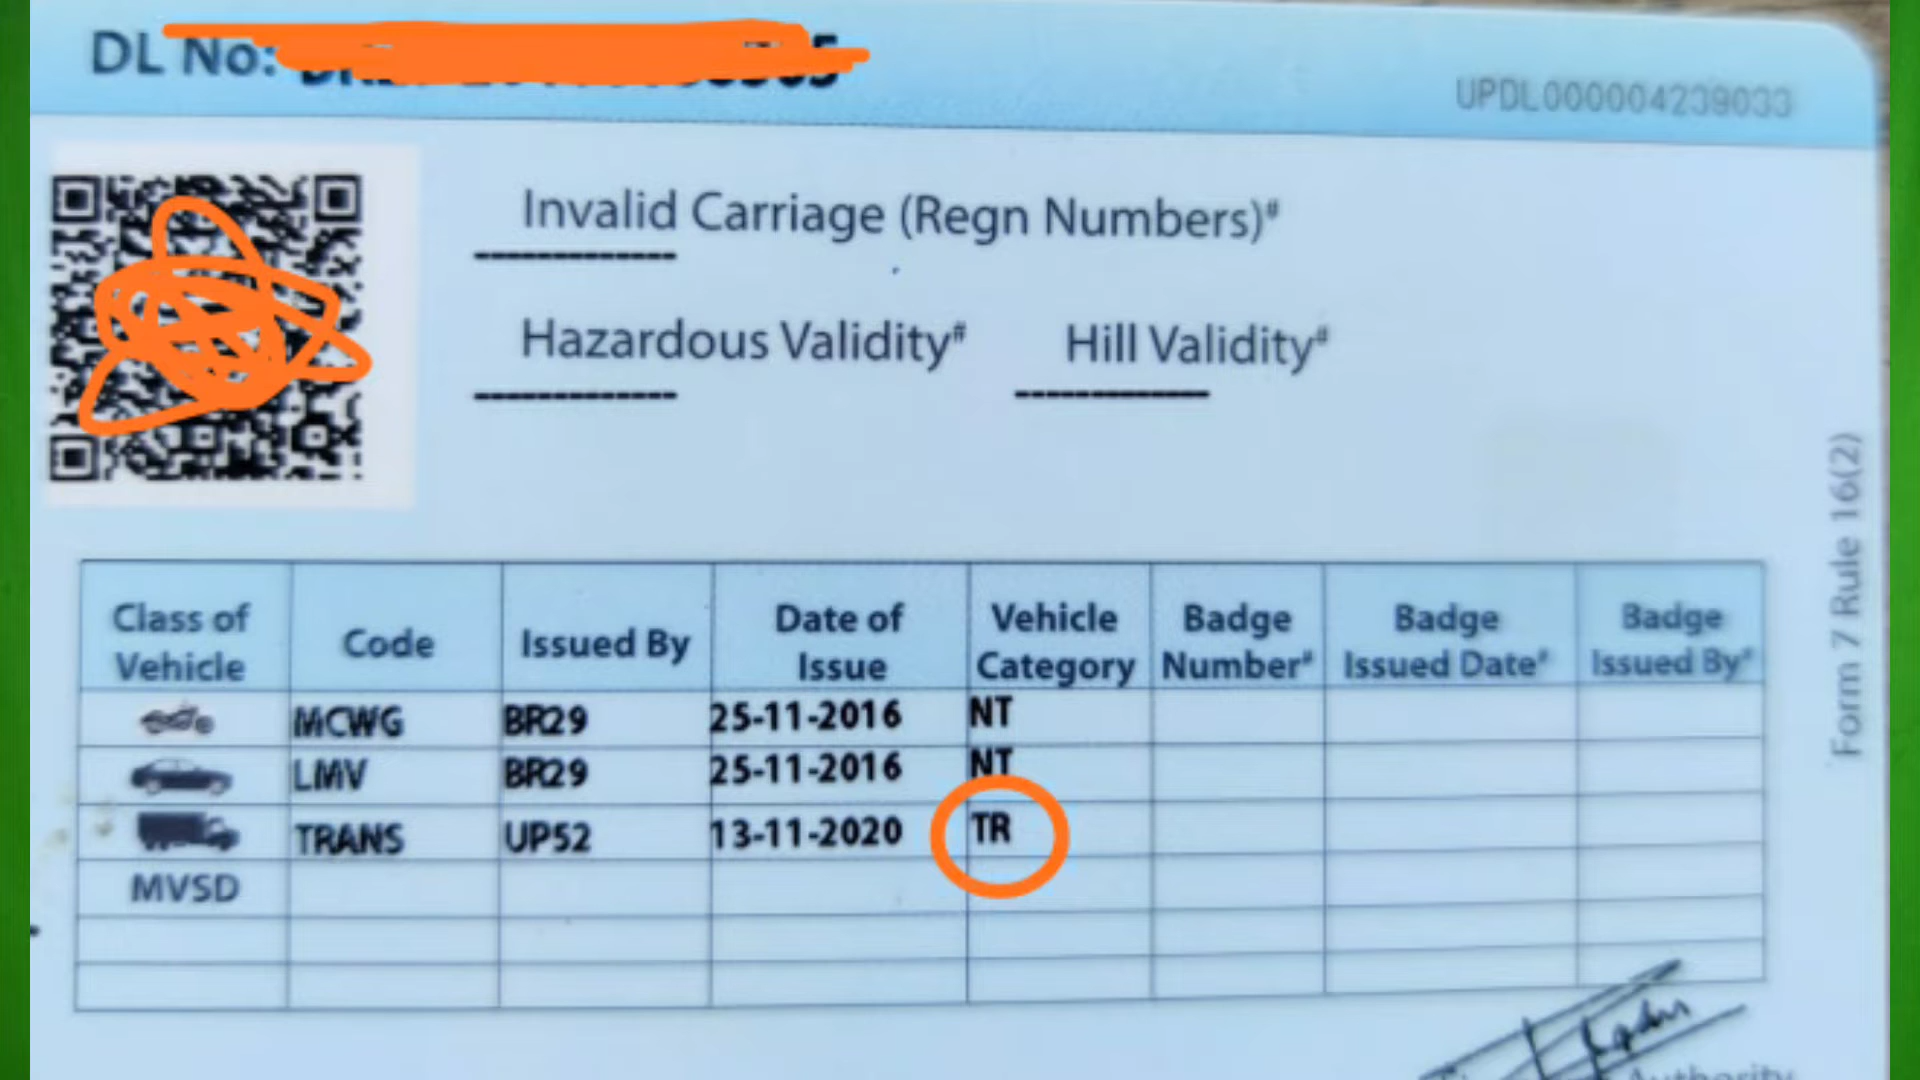 DL No:
UPDL000004239033
Invalid Carriage (Regn Numbers)#
Hazardous Validity# Hill Validity#
Form 7 Rule 16(2)
Class of Vehicle Code Issued By Date of Issue Vehicle Category Badge Number# Badge Issued Date# Badge Issued By#
MCWG BR29 25-11-2016 NT
LMV BR29 25-11-2016 NT
TRANS UP52 13-11-2020 TR
MVSD
Authority